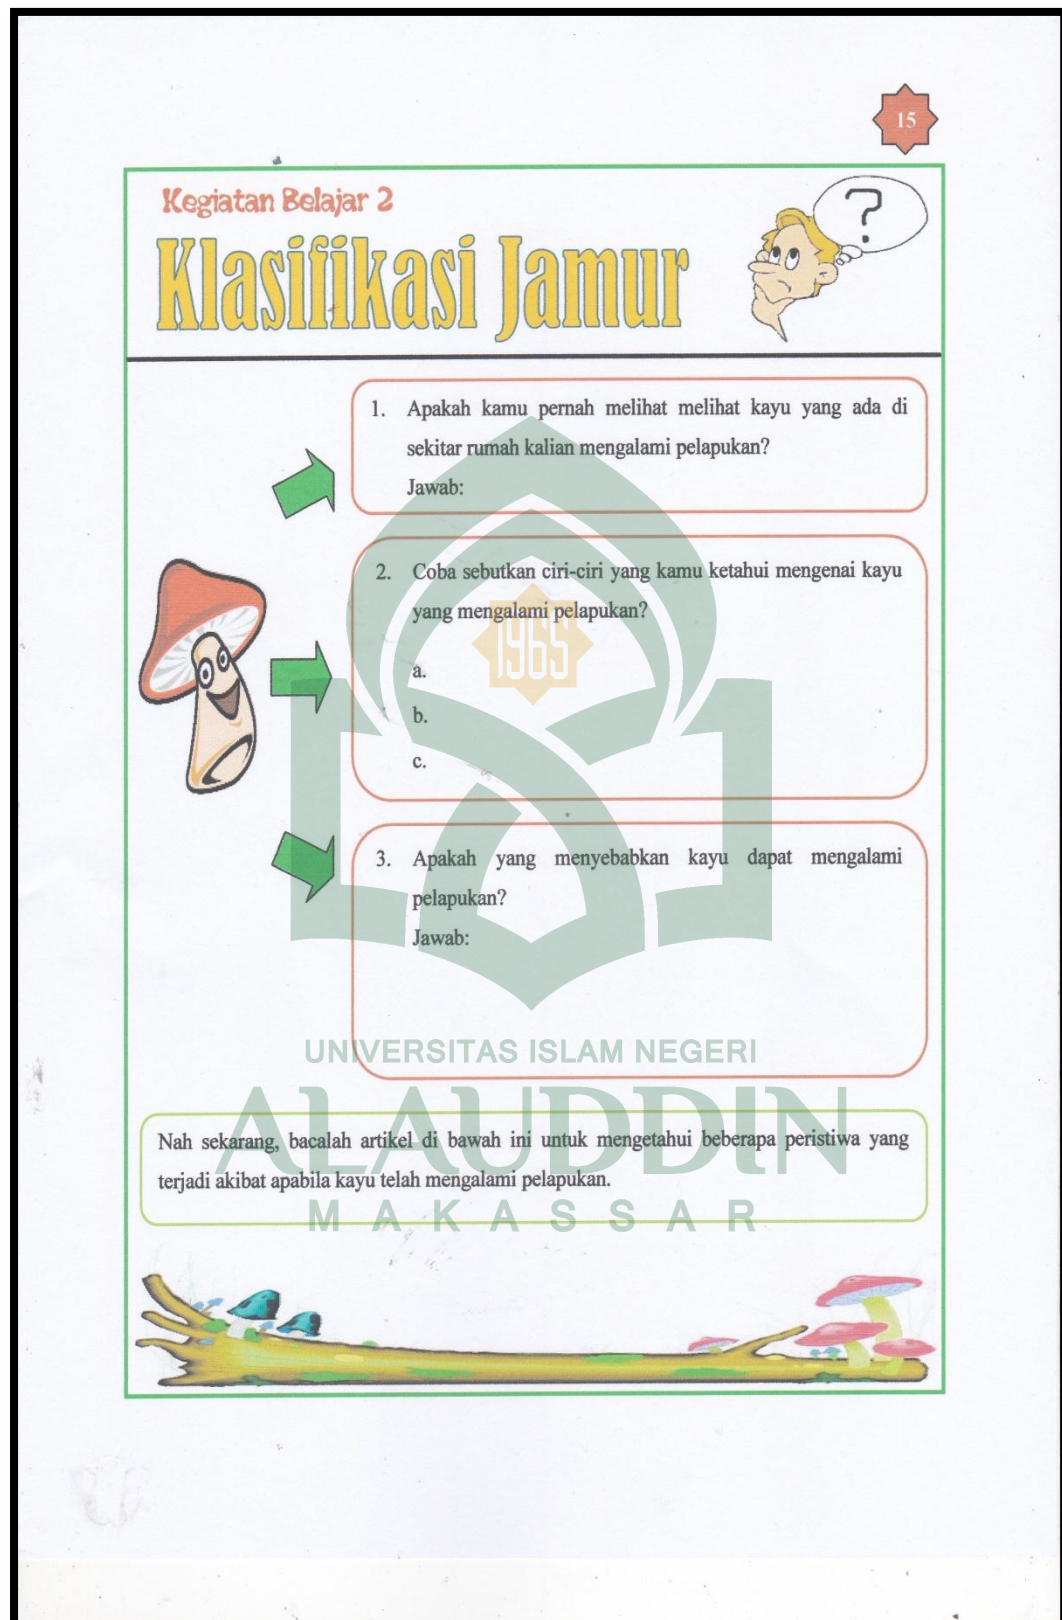 15
Kegiatan Belajar 2
Klasifikasi Jamur
?
1. Apakah kamu pernah melihat melihat kayu yang ada di
sekitar rumah kalian mengalami pelapukan?
Jawab:
2. Coba sebutkan ciri-ciri yang kamu ketahui mengenai kayu
yang mengalami pelapukan?
1965
a.
b.
c.
3. Apakah yang menyebabkan kayu dapat mengalami
pelapukan?
Jawab:
UNIVERSITAS ISLAM NEGERI
ALAUDDIN
Nah sekarang, bacalah artikel di bawah ini untuk mengetahui beberapa peristiwa yang
terjadi akibat apabila kayu telah mengalami pelapukan.
MAKASSAR